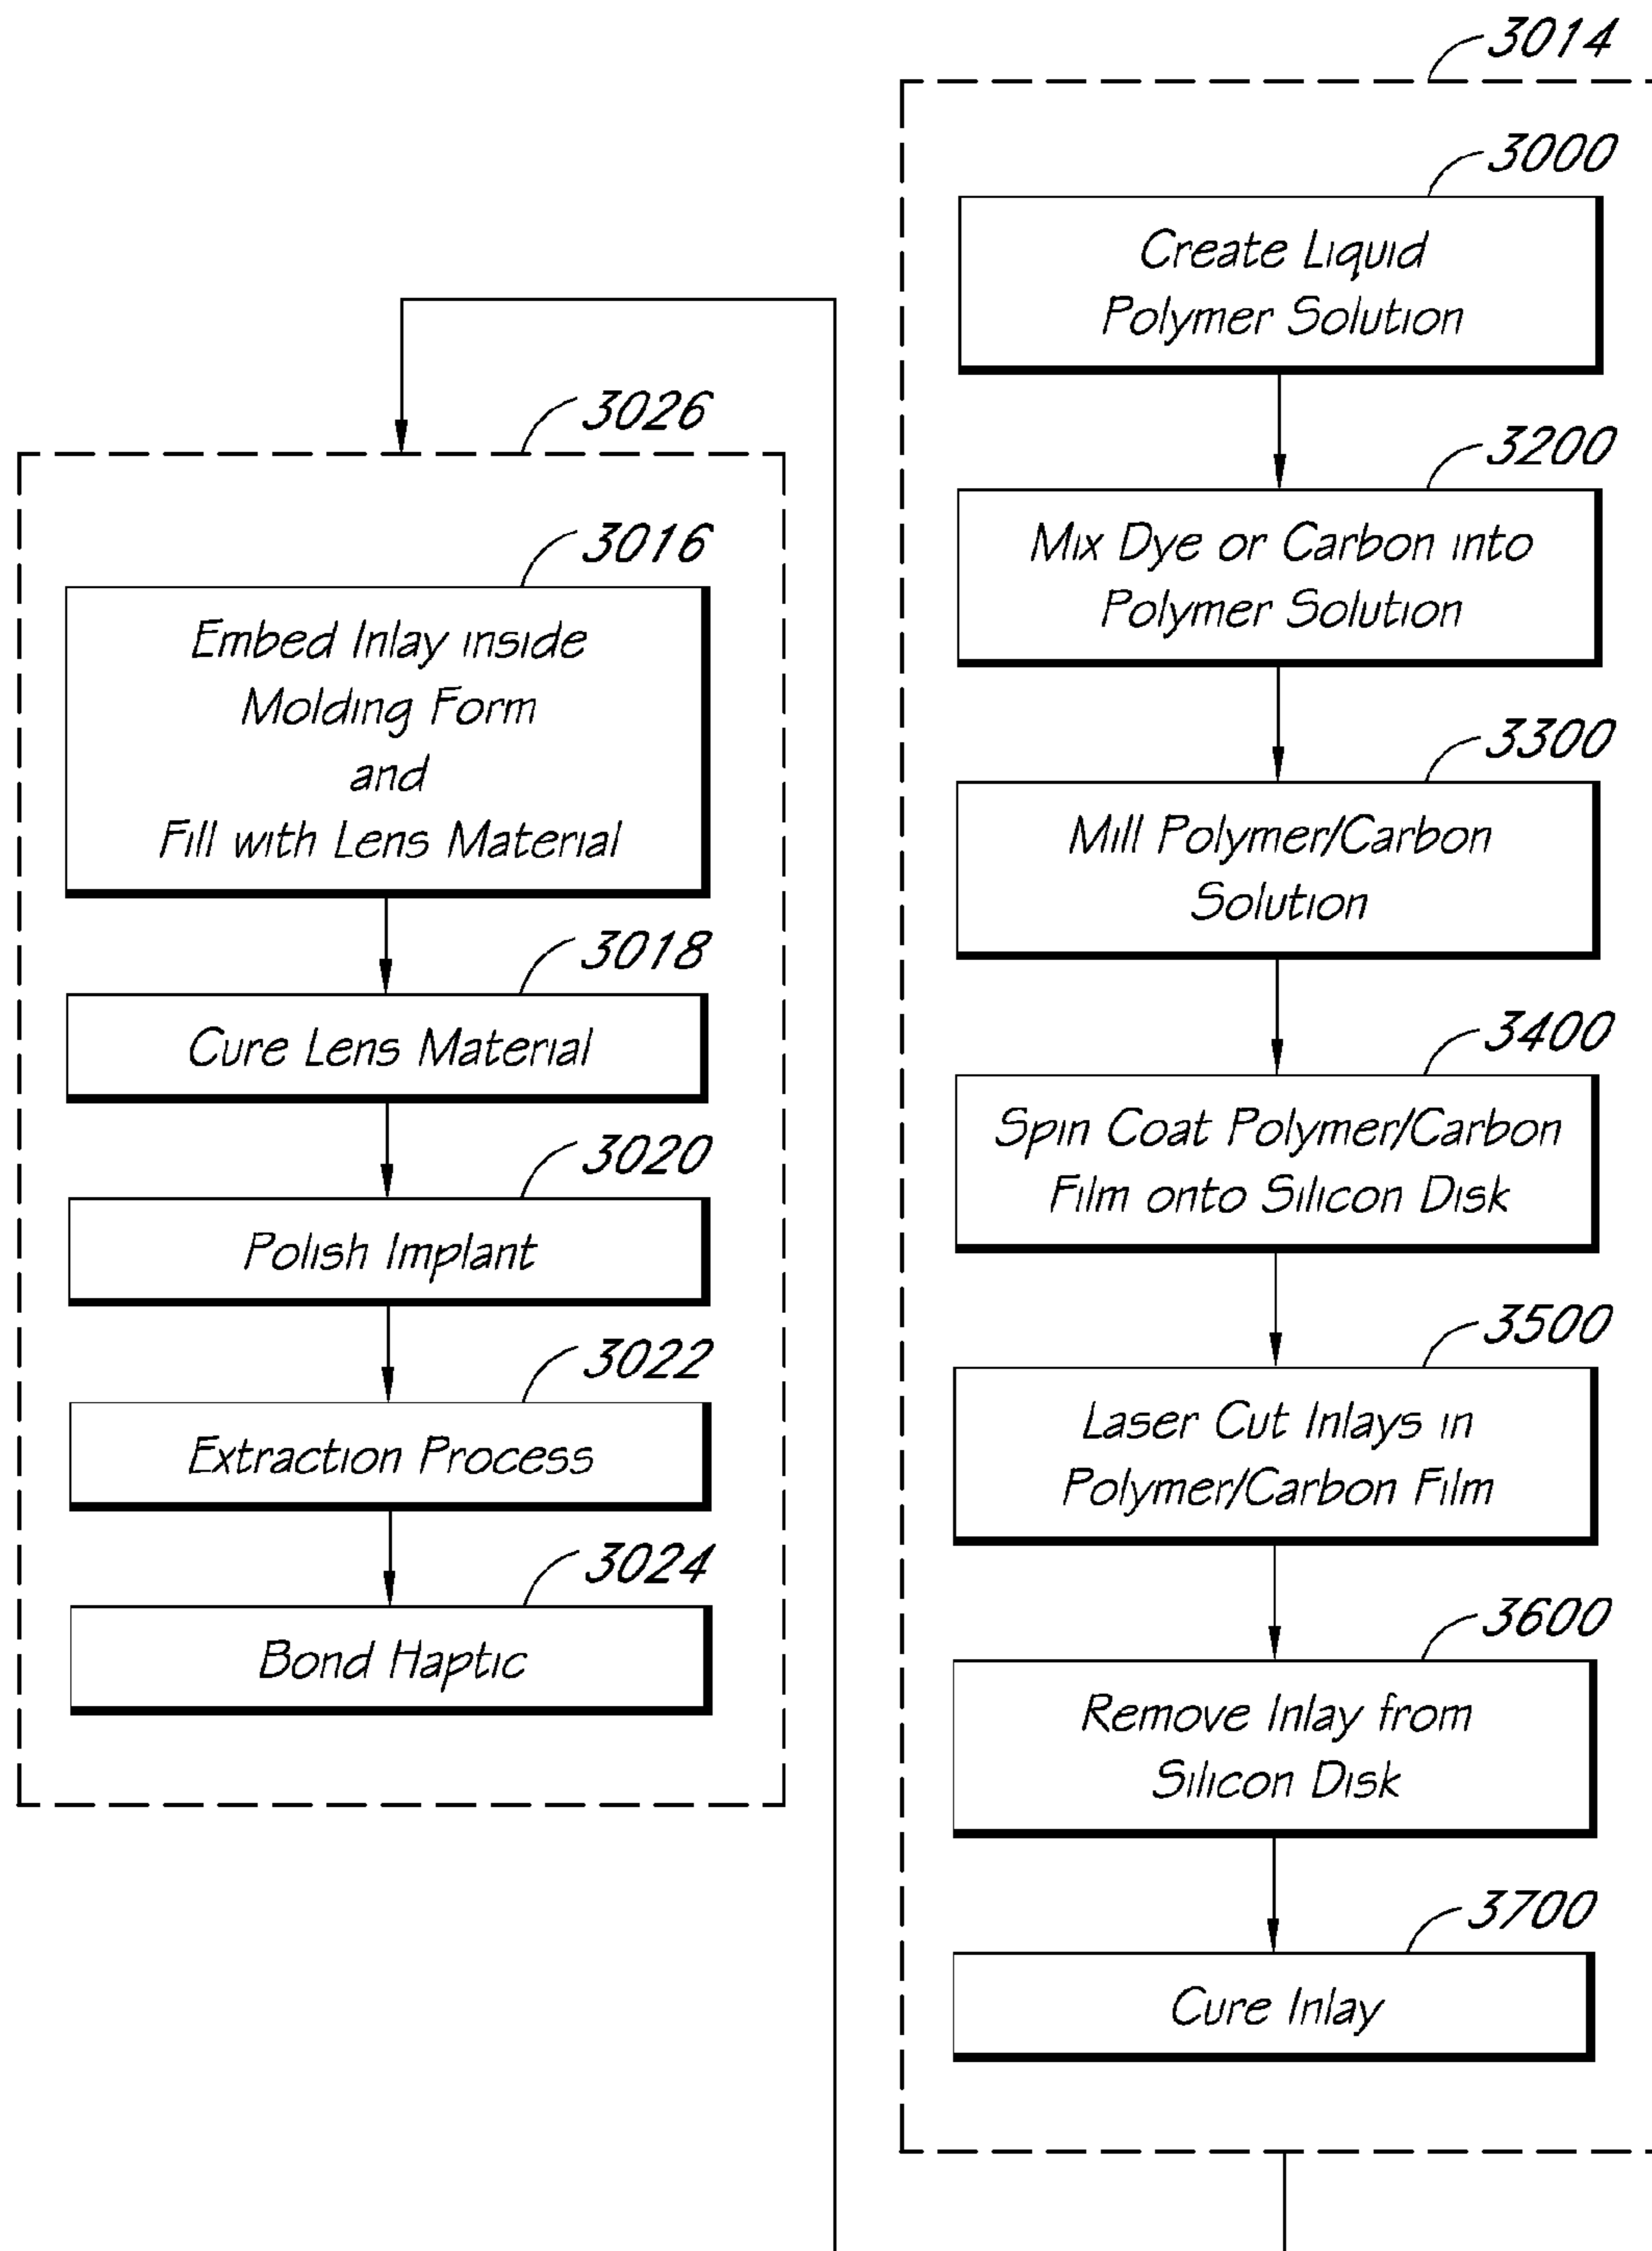 3014
3000
Create Liquid
Polymer Solution
3200
Mix Dye or Carbon into
Polymer Solution
3300
Mill Polymer/Carbon
Solution
3400
Spin Coat Polymer/Carbon
Film onto Silicon Disk
3500
Laser Cut Inlays in
Polymer/Carbon Film
3600
Remove Inlay from
Silicon Disk
3700
Cure Inlay
3026
3016
Embed Inlay inside
Molding Form
and
Fill with Lens Material
3018
Cure Lens Material
3020
Polish Implant
3022
Extraction Process
3024
Bond Haptic